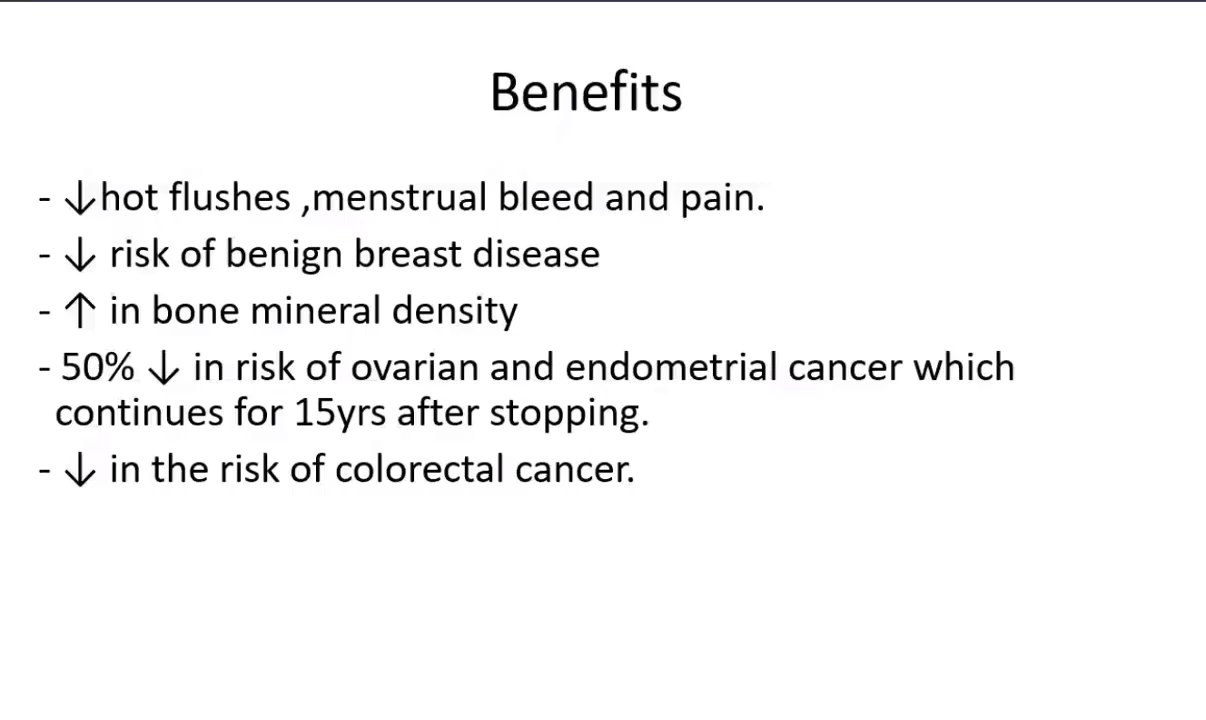 Benefits
- ↓hot flushes ,menstrual bleed and pain.
- ↓ risk of benign breast disease
- ↑ in bone mineral density
- 50% ↓ in risk of ovarian and endometrial cancer which
continues for 15yrs after stopping.
- ↓ in the risk of colorectal cancer.